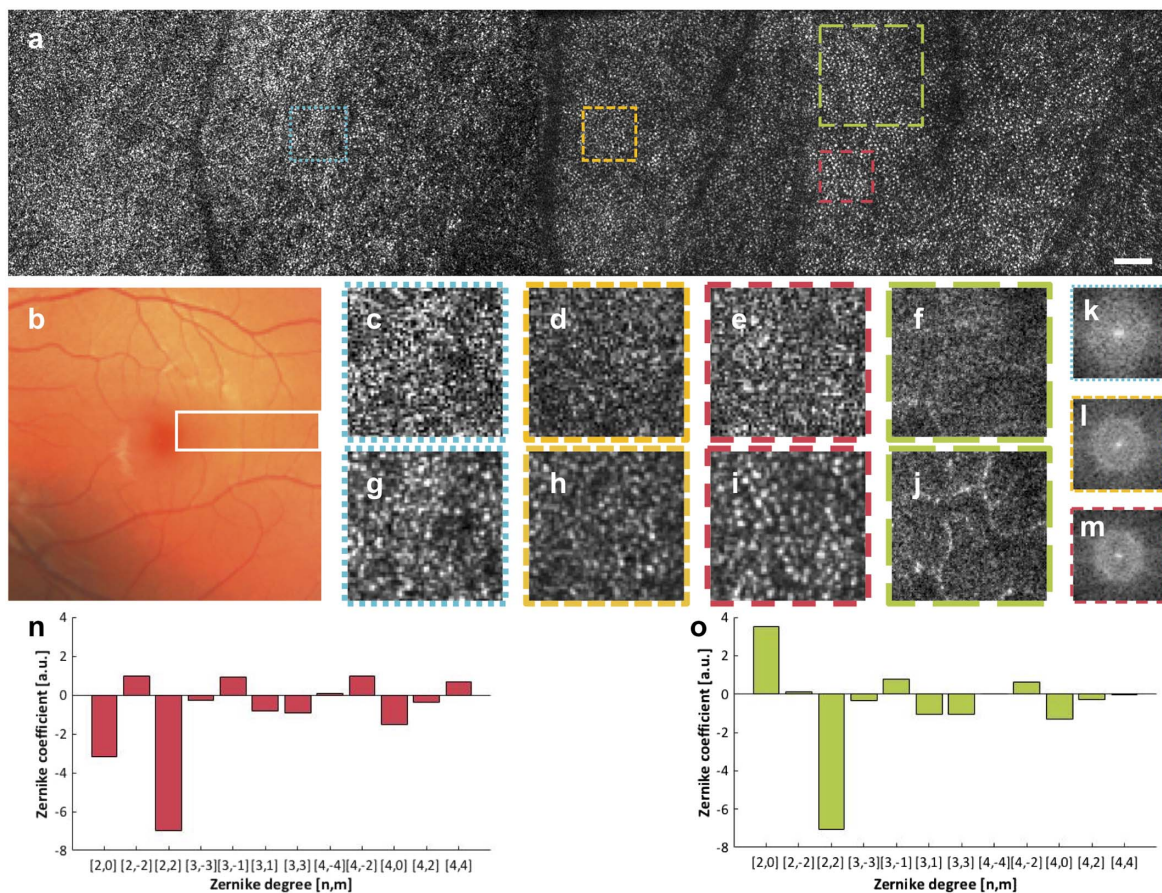 a
b
c
d
e
f
k
g
h
i
j
l
m
n
o
4
2
0
-2
-4
-6
-8
Zernike coefficient [a.u.]
[2,0] [2,-2] [2,2] [3,-3] [3,-1] [3,1] [3,3] [4,-4] [4,-2] [4,0] [4,2] [4,4]
Zernike degree [n,m]
4
2
0
-2
-4
-6
-8
Zernike coefficient [a.u.]
[2,0] [2,-2] [2,2] [3,-3] [3,-1] [3,1] [3,3] [4,-4] [4,-2] [4,0] [4,2] [4,4]
Zernike degree [n,m]